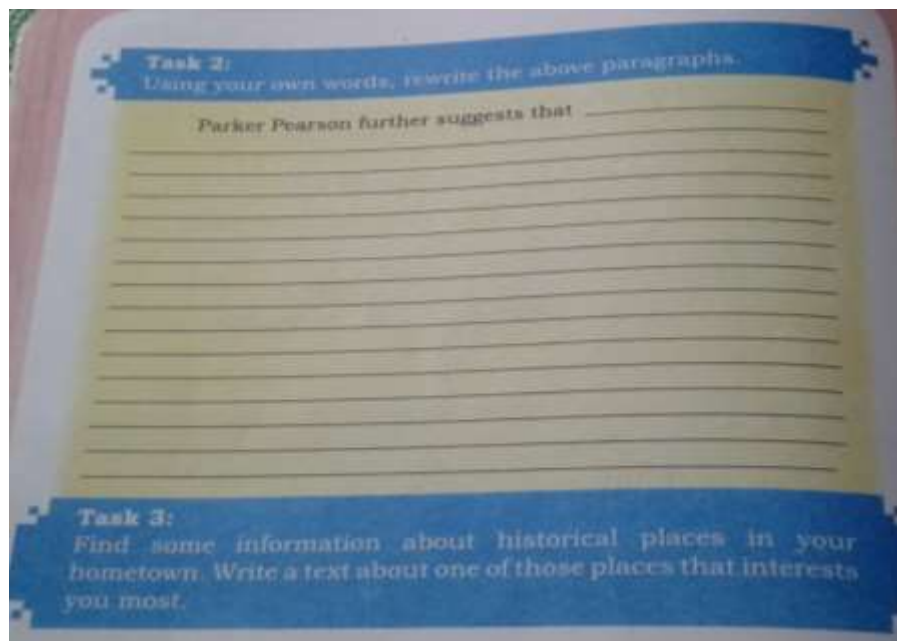 Task 2:
Using your own words, rewrite the above paragraphs.
Parker Pearson further suggests that
Task 3:
Find some information about historical places in your
hometown. Write a text about one of those places that interests
you most.